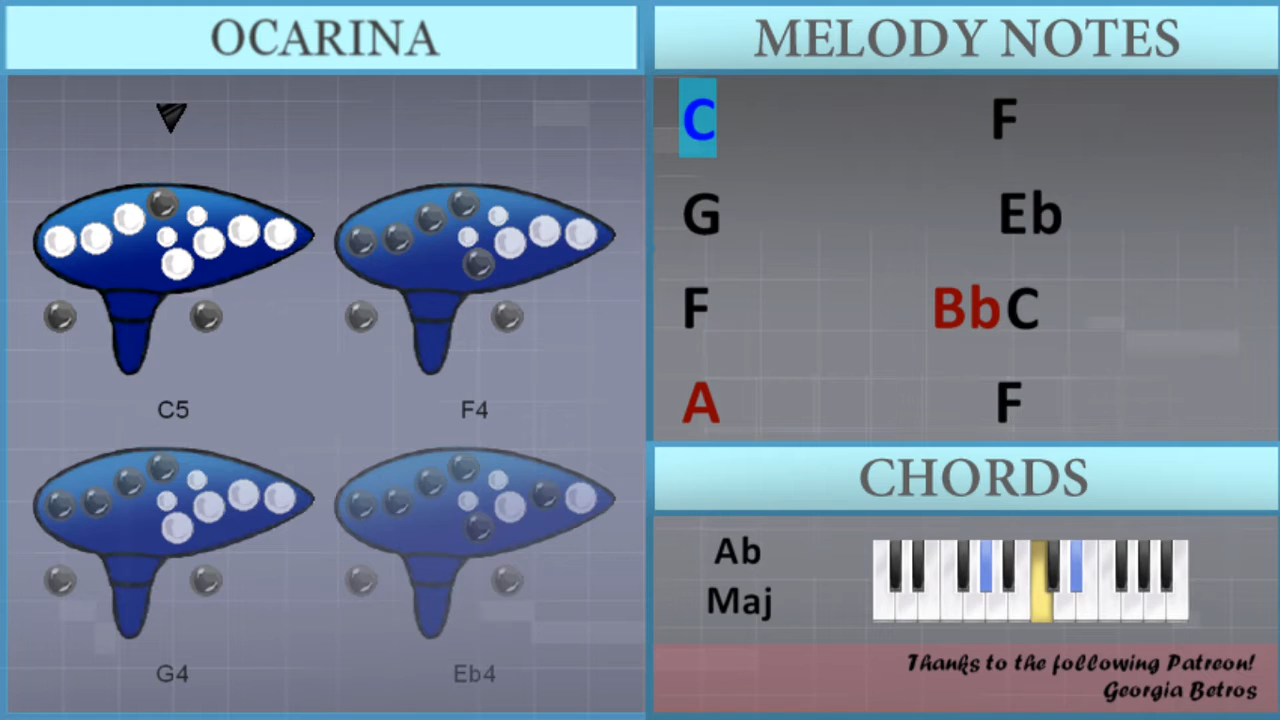 OCARINA
C5
F4
G4
Eb4
MELODY NOTES
C F
G Eb
F BbC
A F
CHORDS
Ab
Maj
Thanks to the following Patreon!
Georgia Betros